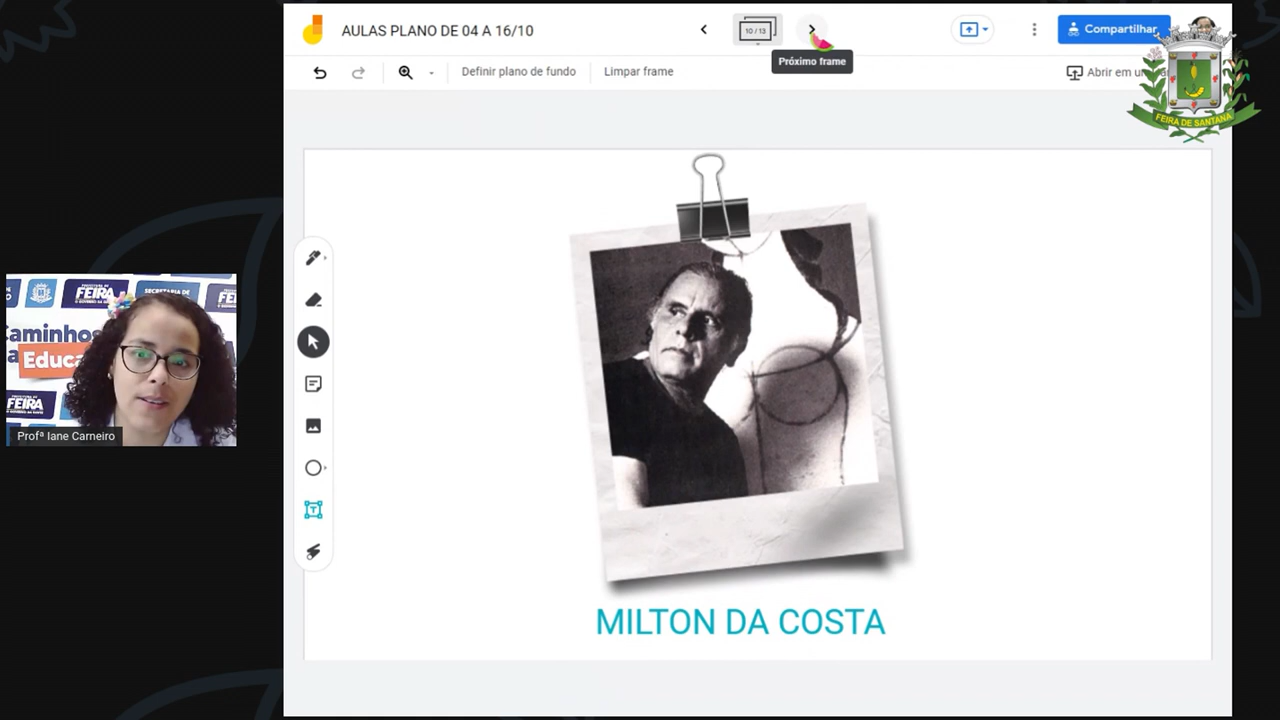 AULAS PLANO DE 04 A 16/10
10 / 13
Compartilhar
Próximo frame
Definir plano de fundo
Limpar frame
Abrir em
FEIRA DE SANTANA
FEIRA
SECRETARIA DE
Caminhos
Educa
FEIRA
Profª Iane Carneiro
MILTON DA COSTA